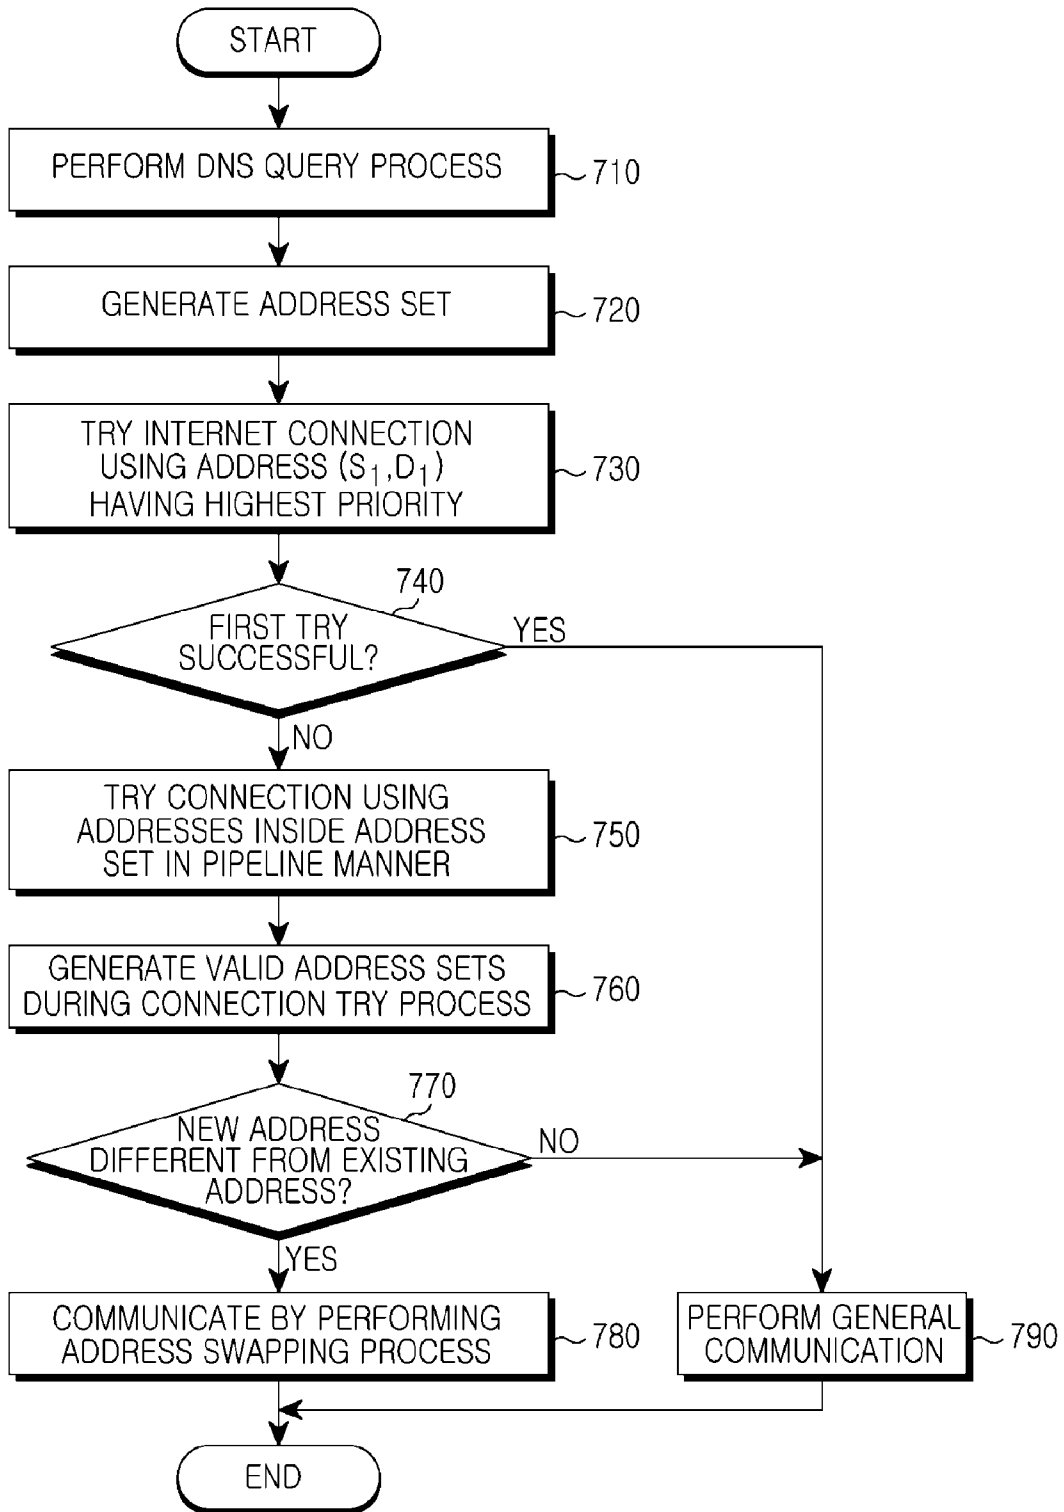 START
PERFORM DNS QUERY PROCESS
710
GENERATE ADDRESS SET
720
TRY INTERNET CONNECTION
USING ADDRESS (S₁,D₁)
HAVING HIGHEST PRIORITY
730
740
FIRST TRY
SUCCESSFUL?
YES
NO
TRY CONNECTION USING
ADDRESSES INSIDE ADDRESS
SET IN PIPELINE MANNER
750
GENERATE VALID ADDRESS SETS
DURING CONNECTION TRY PROCESS
760
770
NEW ADDRESS
DIFFERENT FROM EXISTING
ADDRESS?
NO
YES
COMMUNICATE BY PERFORMING
ADDRESS SWAPPING PROCESS
780
PERFORM GENERAL
COMMUNICATION
790
END